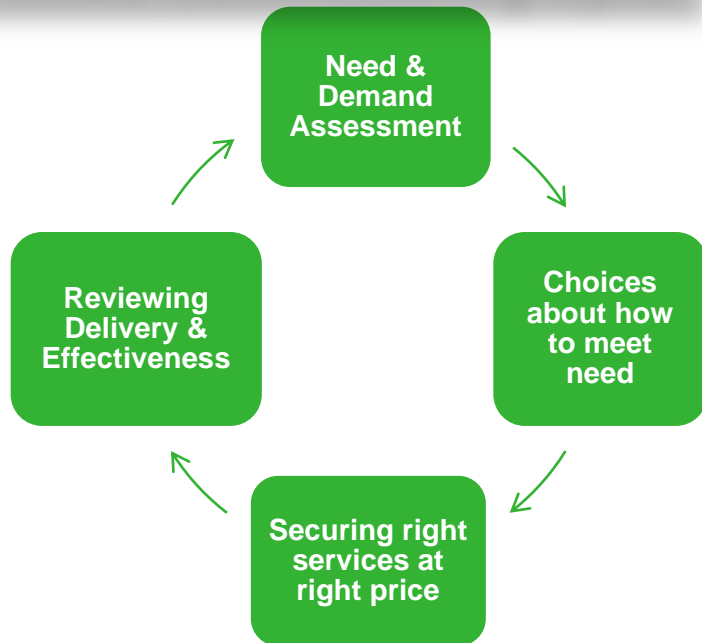 Need &
Demand
Assessment
Choices
about how
to meet
need
Securing right
services at
right price
Reviewing
Delivery &
Effectiveness